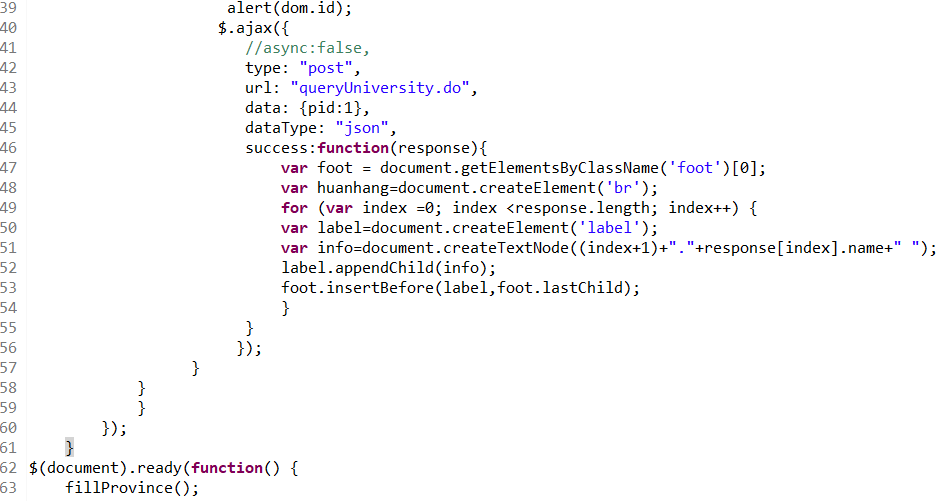 39 alert(dom.id);
40 $.ajax({
41 //async:false,
42 type: "post",
43 url: "queryUniversity.do",
44 data: {pid:1},
45 dataType: "json",
46 success:function(response){
47 var foot = document.getElementsByClassName('foot')[0];
48 var huanhang=document.createElement('br');
49 for (var index =0; index <response.length; index++) {
50 var label=document.createElement('label');
51 var info=document.createTextNode((index+1)+"."+response[index].name+" ");
52 label.appendChild(info);
53 foot.insertBefore(label,foot.lastChild);
54 }
55 }
56 });
57 }
58 }
59 }
60 });
61 }
62 $(document).ready(function() {
63 fillProvince();